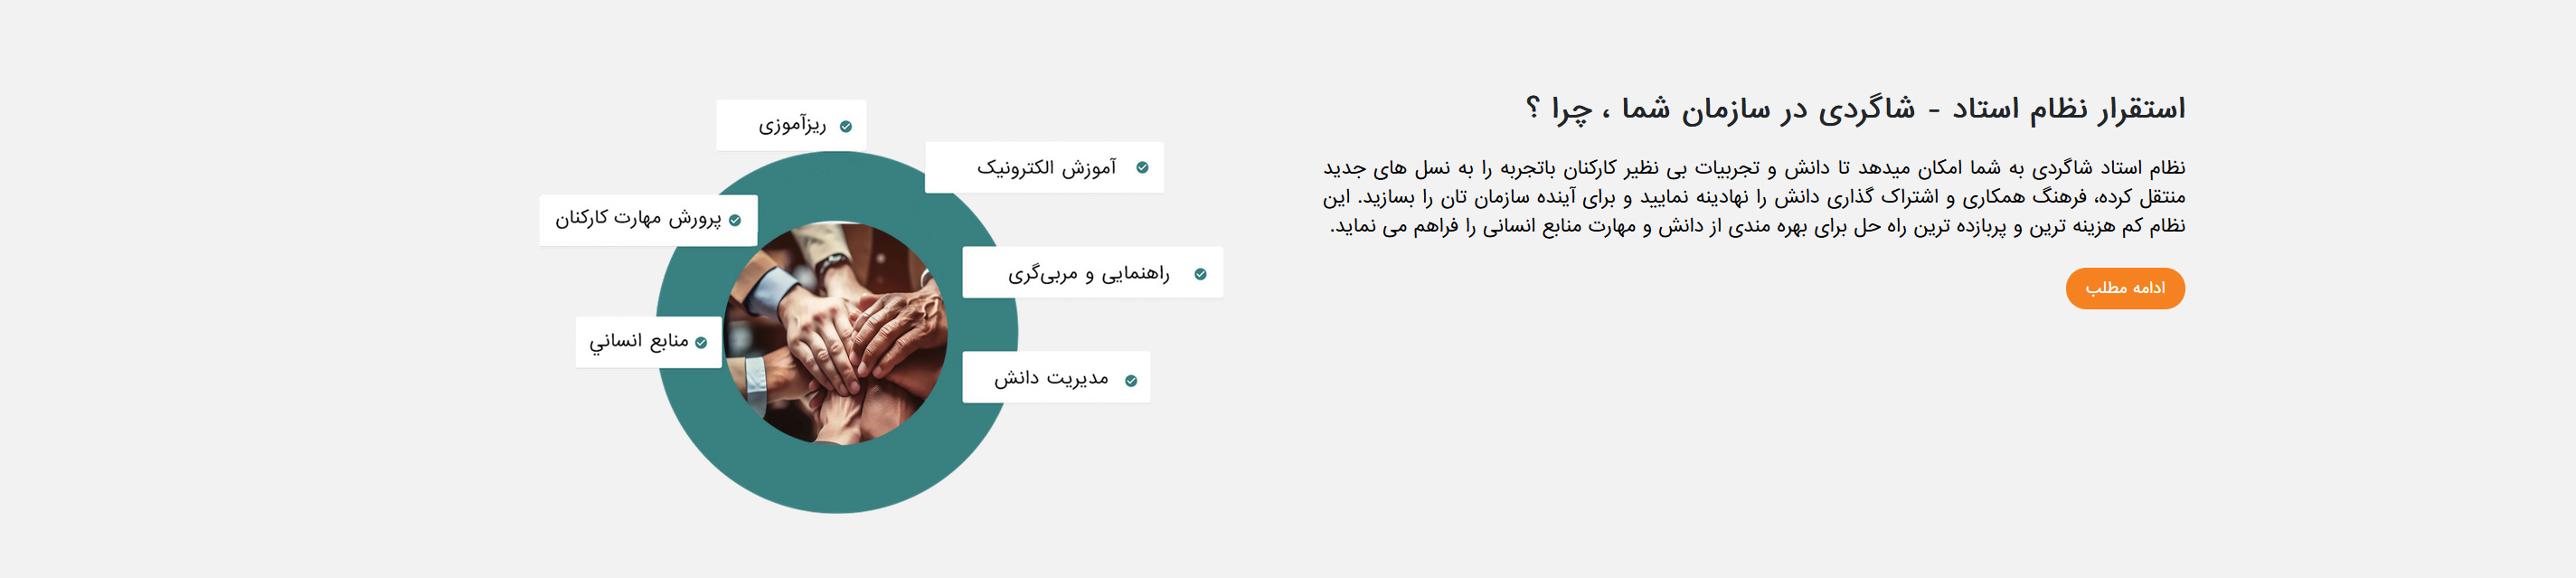 استقرار نظام استاد - شاگردی در سازمان شما ، چرا ؟
نظام استاد شاگردی به شما امکان میدهد تا دانش و تجربیات بی نظیر کارکنان باتجربه را به نسل های جدید
منتقل کرده، فرهنگ همکاری و اشتراک گذاری دانش را نهادینه نمایید و برای آینده سازمان تان را بسازید. این
نظام کم هزینه ترین و پربازده ترین راه حل برای بهره مندی از دانش و مهارت منابع انسانی را فراهم می نماید.
ادامه مطلب
ریزآموزی
آموزش الکترونیک
پرورش مهارت کارکنان
راهنمایی و مربی‌گری
منابع انساني
مدیریت دانش